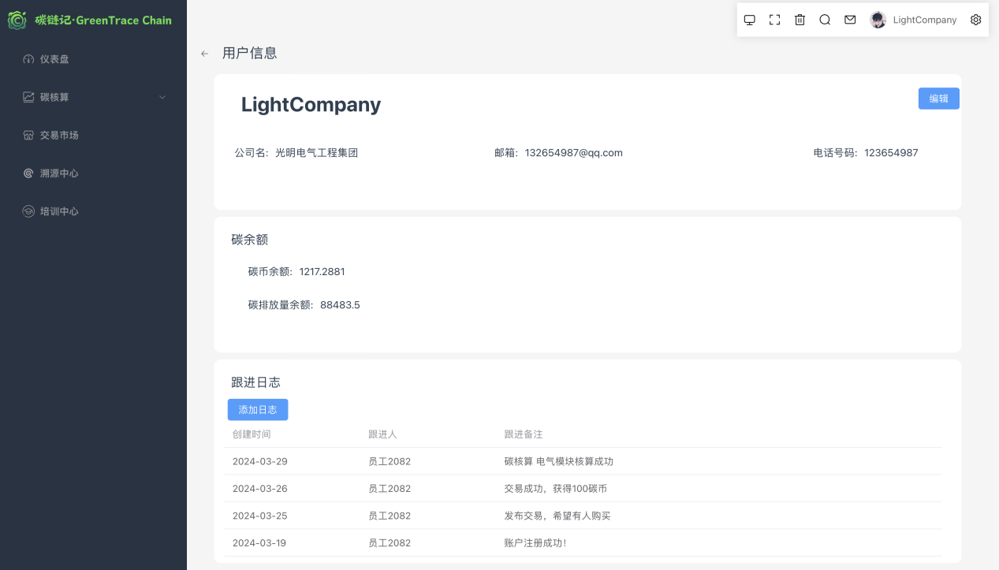 碳链记·GreenTrace Chain
仪表盘
碳核算
交易市场
溯源中心
培训中心
LightCompany
用户信息
LightCompany
编辑
公司名: 光明电气工程集团
邮箱: 132654987@qq.com
电话号码: 123654987
碳余额
碳币余额: 1217.2881
碳排放量余额: 88483.5
跟进日志
添加日志
创建时间 跟进人 跟进备注
2024-03-29 员工2082 碳核算 电气模块核算成功
2024-03-26 员工2082 交易成功，获得100碳币
2024-03-25 员工2082 发布交易，希望有人购买
2024-03-19 员工2082 账户注册成功！